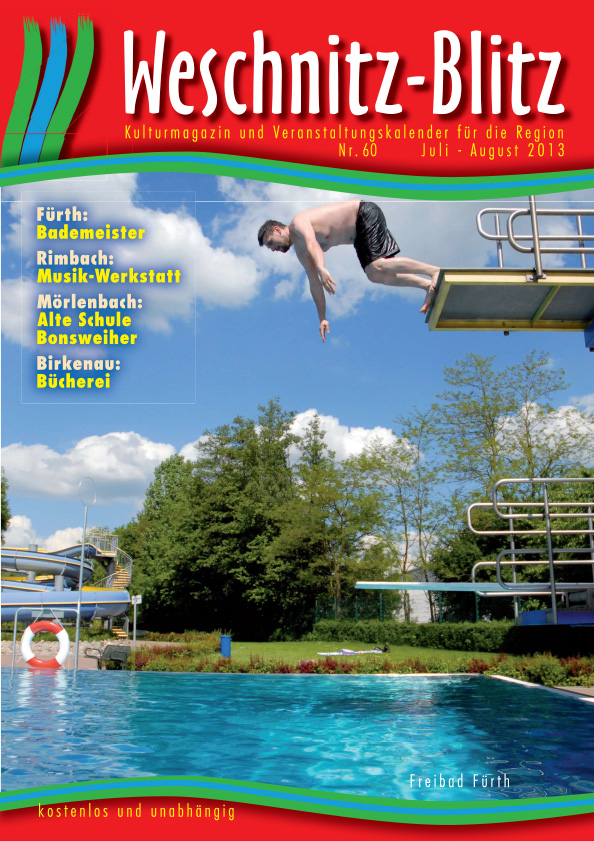 Weschnitz-Blitz
Kulturmagazin und Veranstaltungskalender für die Region
Nr. 60 Juli - August 2013
Fürth:
Bademeister
Rimbach:
Musik-Werkstatt
Mörlenbach:
Alte Schule
Bonsweiher
Birkenau:
Bücherei
Freibad Fürth
kostenlos und unabhängig